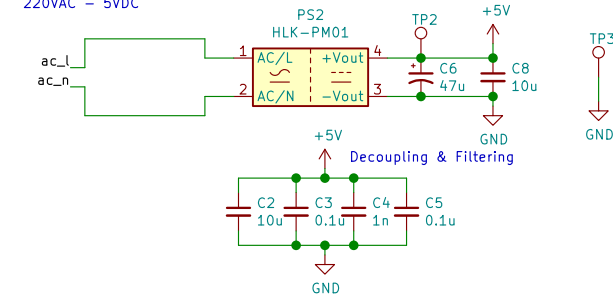 220VAC - 5VDC
PS2
HLK-PM01
TP2
+5V
TP3
ac_l
ac_n
1 AC/L +Vout 4
2 AC/N -Vout 3
C6
47u
C8
10u
GND
GND
+5V
Decoupling & Filtering
C2
10u
C3
0.1u
C4
1n
C5
0.1u
GND